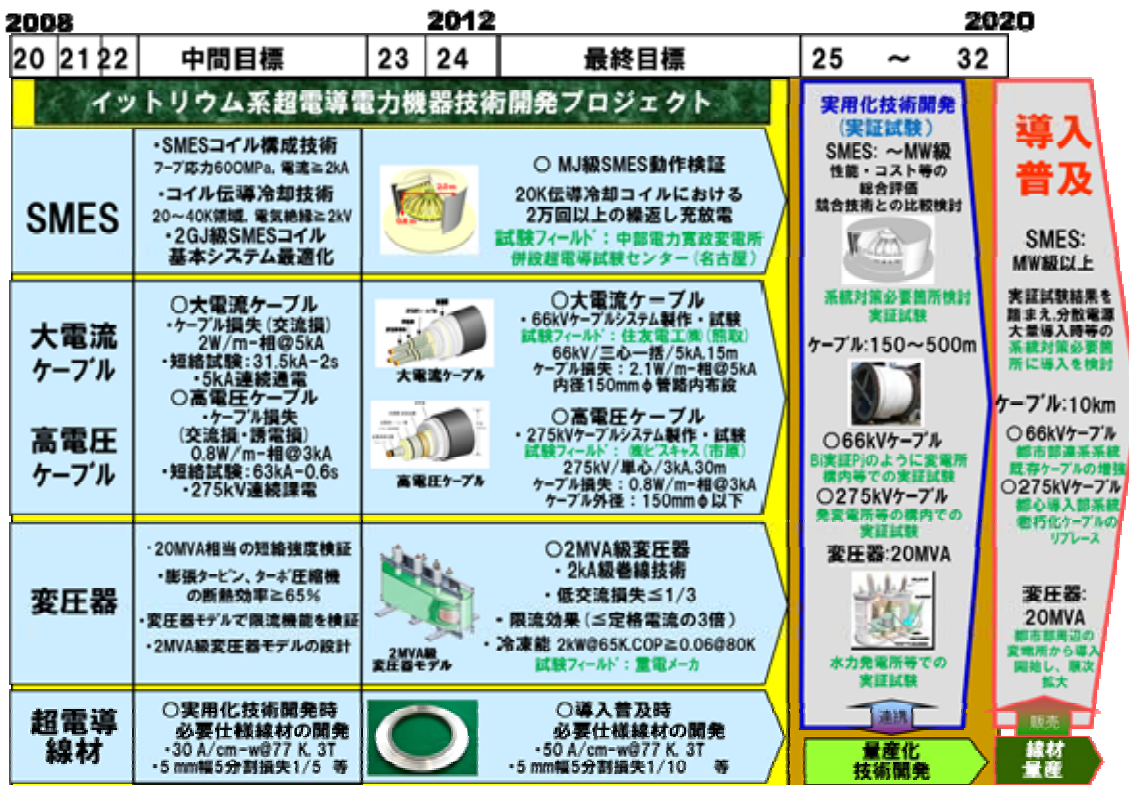 2008
2012
2020
20 21 22 中間目標 23 24 最終目標 25 ～ 32
イットリウム系超電導電力機器技術開発プロジェクト
SMES
・SMESコイル構成技術
フープ応力600MPa, 電流≧2kA
・コイル伝導冷却技術
20～40K領域, 電気絶縁≧2kV
・2GJ級SMESコイル
基本システム最適化
〇 MJ級SMES動作検証
20K伝導冷却コイルにおける
2万回以上の繰返し充放電
試験フィールド：中部電力寛政変電所
併設超電導試験センター(名古屋)
大電流
ケーブル
高電圧
ケーブル
〇大電流ケーブル
・ケーブル損失(交流損)
2W/m-相@5kA
・短絡試験：31.5kA-2s
・5kA連続通電
〇高電圧ケーブル
・ケーブル損失
(交流損・誘電損)
0.8W/m-相@3kA
・短絡試験：63kA-0.6s
・275kV連続課電
大電流ケーブル
高電圧ケーブル
〇大電流ケーブル
・66kVケーブルシステム製作・試験
試験フィールド：住友電工㈱(熊取)
66kV/三心一括/5kA,15m
ケーブル損失：2.1W/m-相@5kA
内径150mmφ管路内布設
〇高電圧ケーブル
・275kVケーブルシステム製作・試験
試験フィールド： ㈱ビスキャス(市原)
275kV/単心/3kA,30m
ケーブル損失：0.8W/m-相@3kA
ケーブル外径：150mmφ以下
変圧器
・20MVA相当の短絡強度検証
・膨張タービン、ターボ圧縮機
の断熱効率≧65%
・変圧器モデルで限流機能を検証
・2MVA級変圧器モデルの設計
2MVA級
変圧器モデル
〇2MVA級変圧器
・2kA級巻線技術
・低交流損失≦1/3
・限流効果(≦定格電流の3倍)
・冷凍能 2kW@65K,COP≧0.06@80K
試験フィールド：重電メーカ
超電導
線材
〇実用化技術開発時
必要仕様線材の開発
・30 A/cm-w@77 K, 3T
・5 mm幅5分割損失1/5 等
〇導入普及時
必要仕様線材の開発
・50 A/cm-w@77 K, 3T
・5 mm幅5分割損失1/10 等
実用化技術開発
(実証試験)
SMES: ～MW級
性能・コスト等の
総合評価
競合技術との比較検討
系統対策必要箇所検討
実証試験
ケーブル:150～500m
〇66kVケーブル
Bi実証Pjのように変電所
構内等での実証試験
〇275kVケーブル
発変電所等の構内での
実証試験
変圧器:20MVA
水力発電所等での
実証試験
連携
量産化
技術開発
導入
普及
SMES:
MW級以上
実証試験結果を
踏まえ,分散電源
大量導入時等の
系統対策必要箇
所に導入を検討
ケーブル:10km
〇66kVケーブル
都市部連系系統
既存ケーブルの増強
〇275kVケーブル
都心導入部系統
老朽化ケーブルの
リプレース
変圧器:
20MVA
都市部周辺の
変電所から導入
開始し、順次
拡大
販売
線材
量産